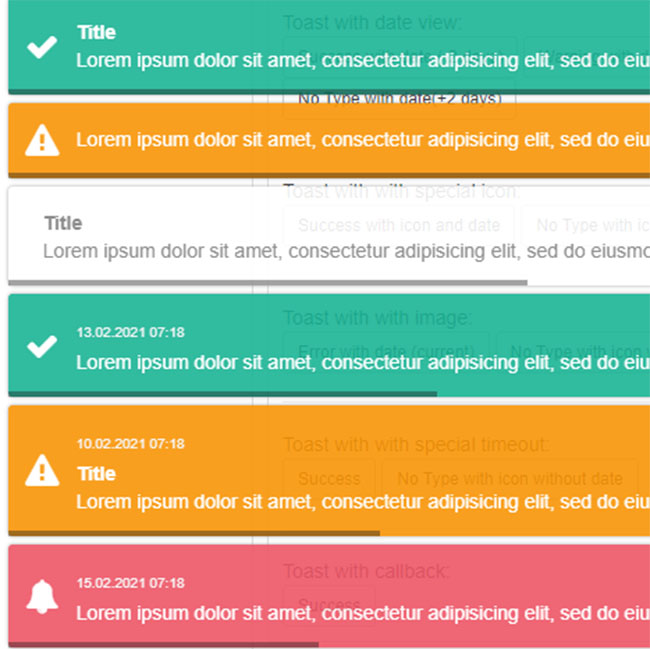 Toast with date view:
Title
Lorem ipsum dolor sit amet, consectetur adipisicing elit, sed do eiu
No Type with date(+2 days)
Lorem ipsum dolor sit amet, consectetur adipisicing elit, sed do eiu
Toast with with special icon:
Title
Success with icon and date
No Type with ic
Lorem ipsum dolor sit amet, consectetur adipisicing elit, sed do eiusmo
Toast with with image:
13.02.2021 07:18
Error with date (current)
No Type with icon
Lorem ipsum dolor sit amet, consectetur adipisicing elit, sed do eiu
10.02.2021 07:18
Toast with with special timeout:
Title
Success
No Type with icon without date
Lorem ipsum dolor sit amet, consectetur adipisicing elit, sed do eiu
Toast with callback:
15.02.2021 07:18
Success
Lorem ipsum dolor sit amet, consectetur adipisicing elit, sed do eiu